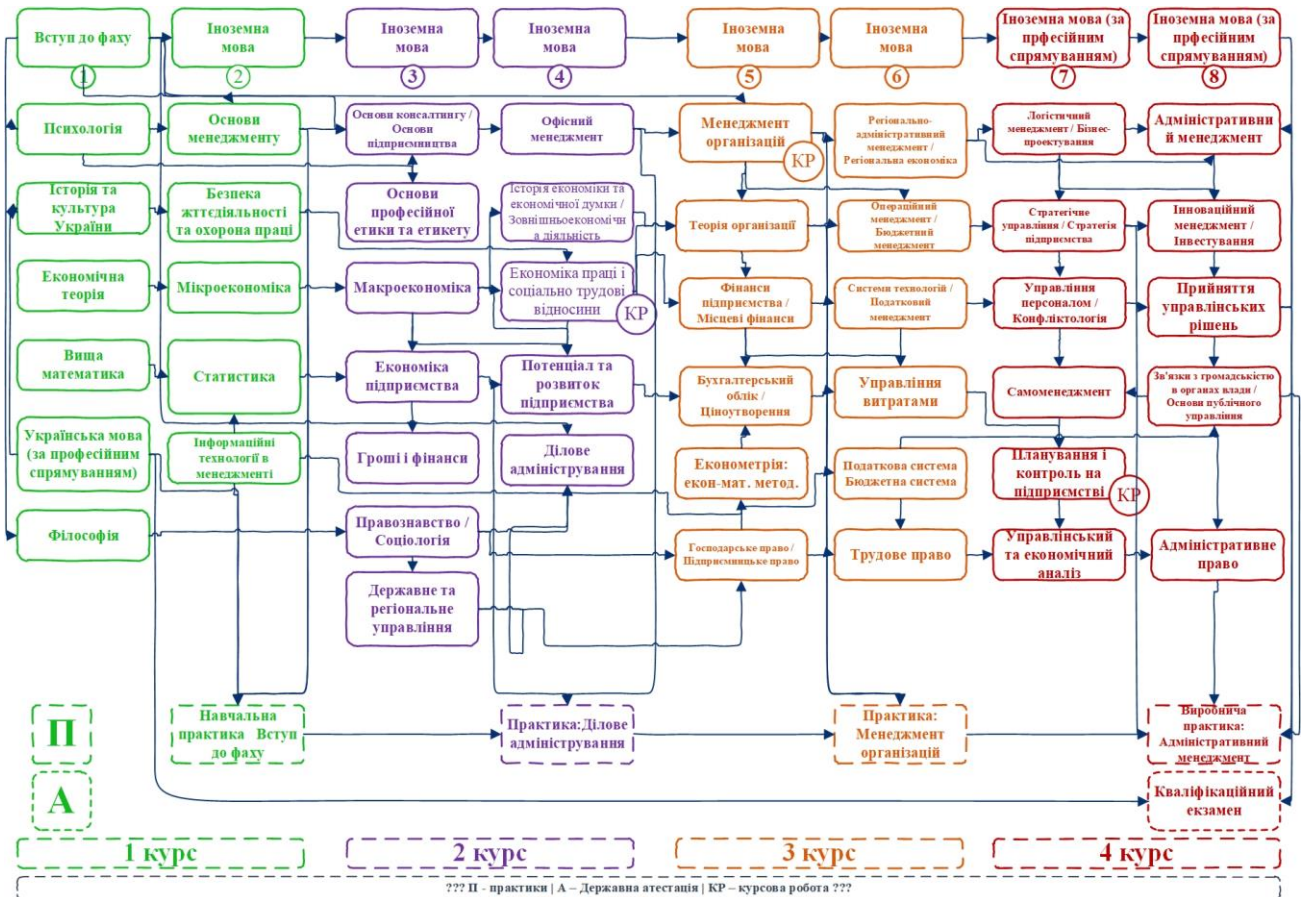 Вступ до фаху
Іноземна
мова
Іноземна
мова
Іноземна
мова
Іноземна
мова
Іноземна
мова
Іноземна мова (за
прфесійним
спрямуванням)
Іноземна мова (за
прфесійним
спрямуванням)
1
2
3
4
5
6
7
8
Психологія
Основи
менеджменту
Основи консалтингу /
Основи
підприємництва
Офісний
менеджмент
Менеджмент
організацій
КР
Регіонально-
адміністративний
менеджмент /
Регіональна економіка
Логістичний
менеджмент / Бізнес-
проектування
Адміністративни
й менеджмент
Історія та
культура
України
Безпека
жттєдіяльності
та охорона праці
Основи
професійної
етики та етикету
Історія економіки та
економічної думки /
Зовнішньоекономічн
а діяльність
Теорія організації
Операційний
менеджмент /
Бюджетний
менеджмент
Стратегічне
управління / Стратегія
підприємства
Інноваційний
менеджмент /
Інвестування
Економічна
теорія
Мікроекономіка
Макроекономіка
Економіка праці і
соціально трудові
відносини
КР
Фінанси
підприємства /
Місцеві фінанси
Системи технологій /
Податковий
менеджмент
Управління
персоналом /
Конфліктологія
Прийняття
управлінських
рішень
Вища
математика
Статистика
Економіка
підприємства
Потенціал та
розвиток
підприємства
Бухгалтерський
облік /
Ціноутворення
Управління
витратами
Самоменеджмент
Зв'язки з громадськістю
в органах влади /
Основи публічного
управління
Українська мова
(за професійним
спрямуванням)
Інформаційні
технології в
менеджменті
Гроші і фінанси
Ділове
адміністрування
Економетрія:
екон-мат. метод.
Податкова система
Бюджетна система
Планування і
контроль на
підприємстві
КР
Філософія
Правознавство /
Соціологія
Господарське право /
Підприємницьке право
Трудове право
Управлінський
та економічний
аналіз
Адміністративне
право
Державне та
регіональне
управління
П
Навчальна
практика Вступ
до фаху
Практика:Ділове
адміністрування
Практика:
Менеджмент
організацій
Виробнича
практика:
Адміністративний
менеджмент
А
Кваліфікаційний
екзамен
1 курс
2 курс
3 курс
4 курс
??? П - практики | А – Державна атестація | КР – курсова робота ???